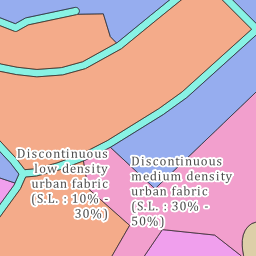 Discontinuous
low density
urban fabric
(S.L. : 10% -
30%)
Discontinuous
medium density
urban fabric
(S.L. : 30% -
50%)